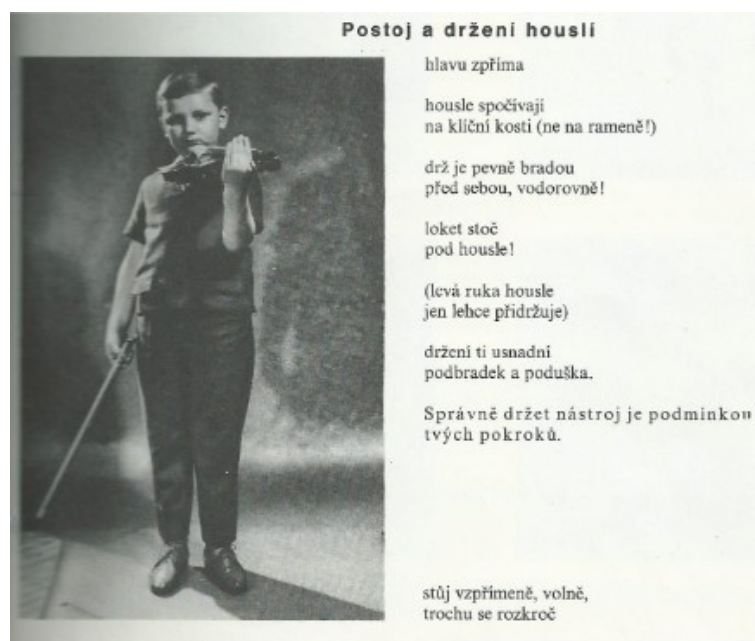 Postoj a držení houslí
hlavu zpříma
housle spočívají
na klíční kosti (ne na rameně!)
drž je pevně bradou
před sebou, vodorovně!
loket stoč
pod housle!
(levá ruka housle
jen lehce přidržuje)
držení ti usnadní
podbradek a poduška.
Správně držet nástroj je podmínkou
tvých pokroků.
stůj vzpřímeně, volně,
trochu se rozkroč